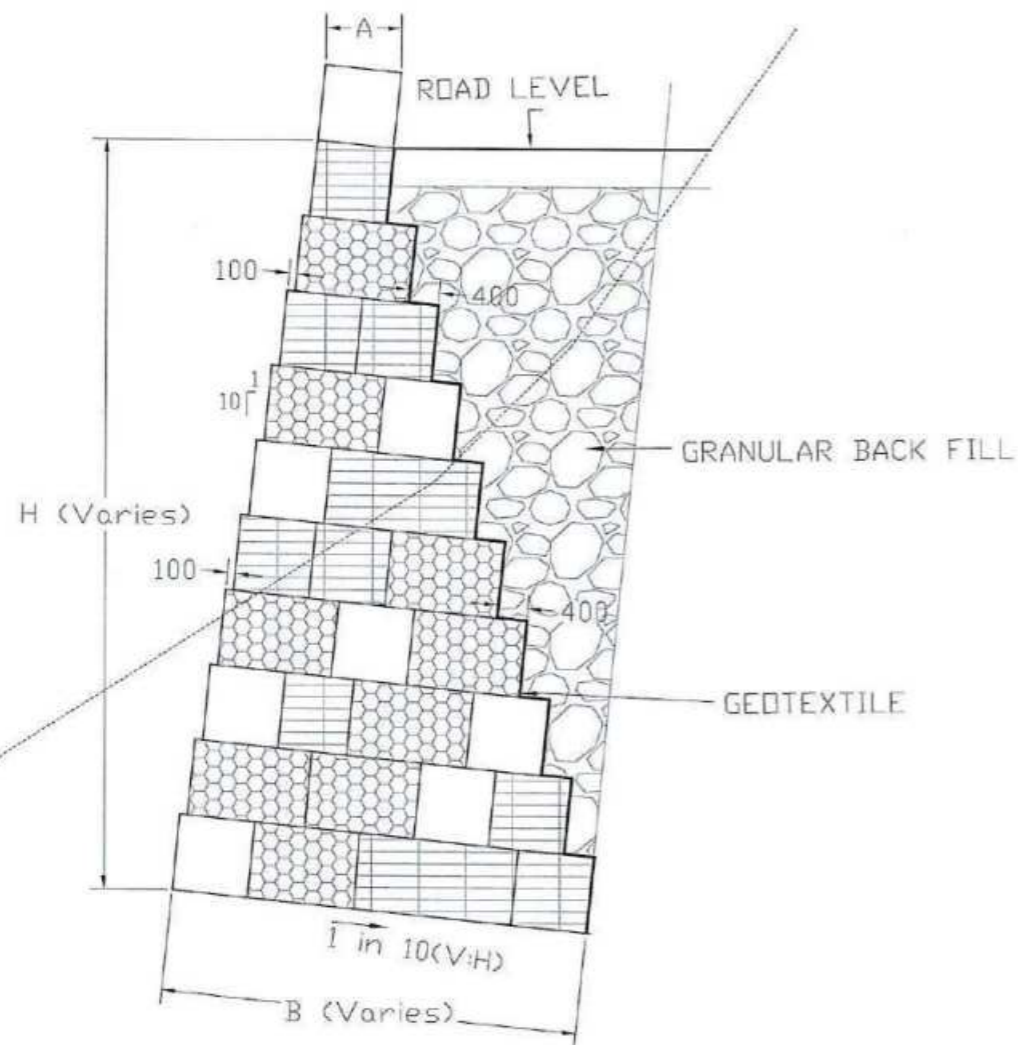 A
ROAD LEVEL
100
400
1
10
GRANULAR BACK FILL
H (Varies)
100
400
GEOTEXTILE
1 in 10(V:H)
B (Varies)